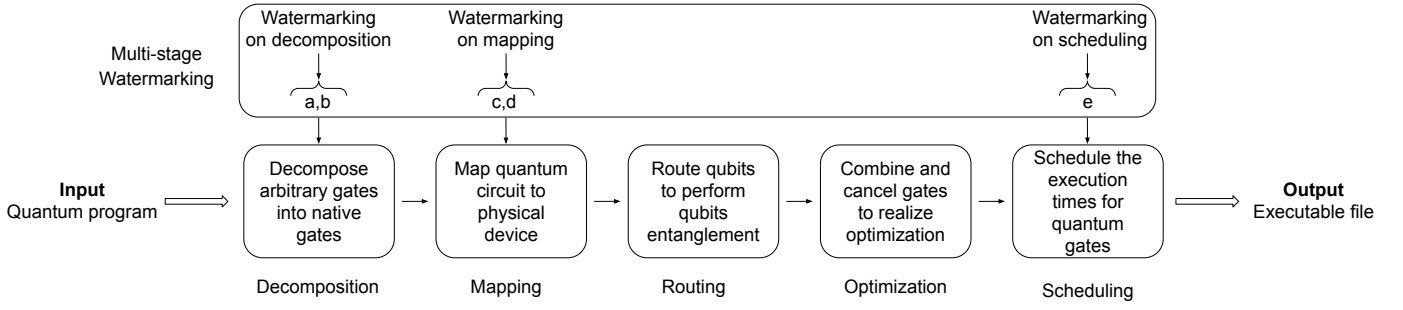 Multi-stage
Watermarking
Watermarking
on decomposition
a,b
Watermarking
on mapping
c,d
Watermarking
on scheduling
e
Input
Quantum program
Decompose
arbitrary gates
into native
gates
Map quantum
circuit to
physical
device
Route qubits
to perform
qubits
entanglement
Combine and
cancel gates
to realize
optimization
Schedule the
execution
times for
quantum
gates
Output
Executable file
Decomposition
Mapping
Routing
Optimization
Scheduling